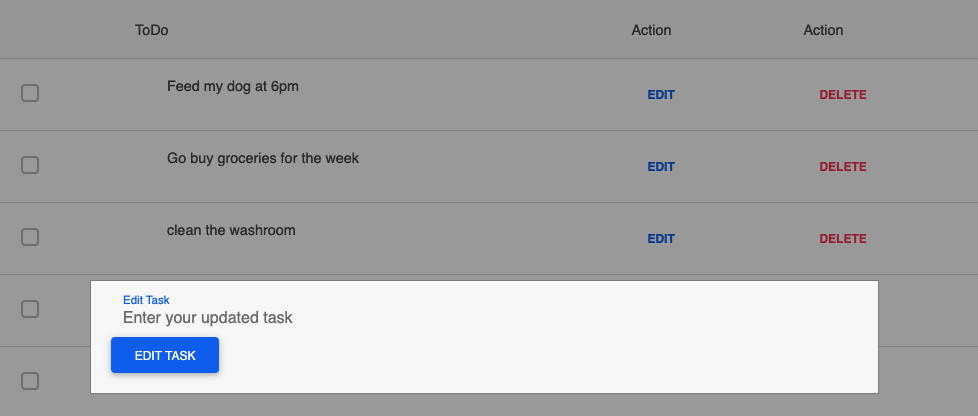 ToDo Action Action
Feed my dog at 6pm EDIT DELETE
Go buy groceries for the week EDIT DELETE
clean the washroom EDIT DELETE
Edit Task
Enter your updated task
EDIT TASK